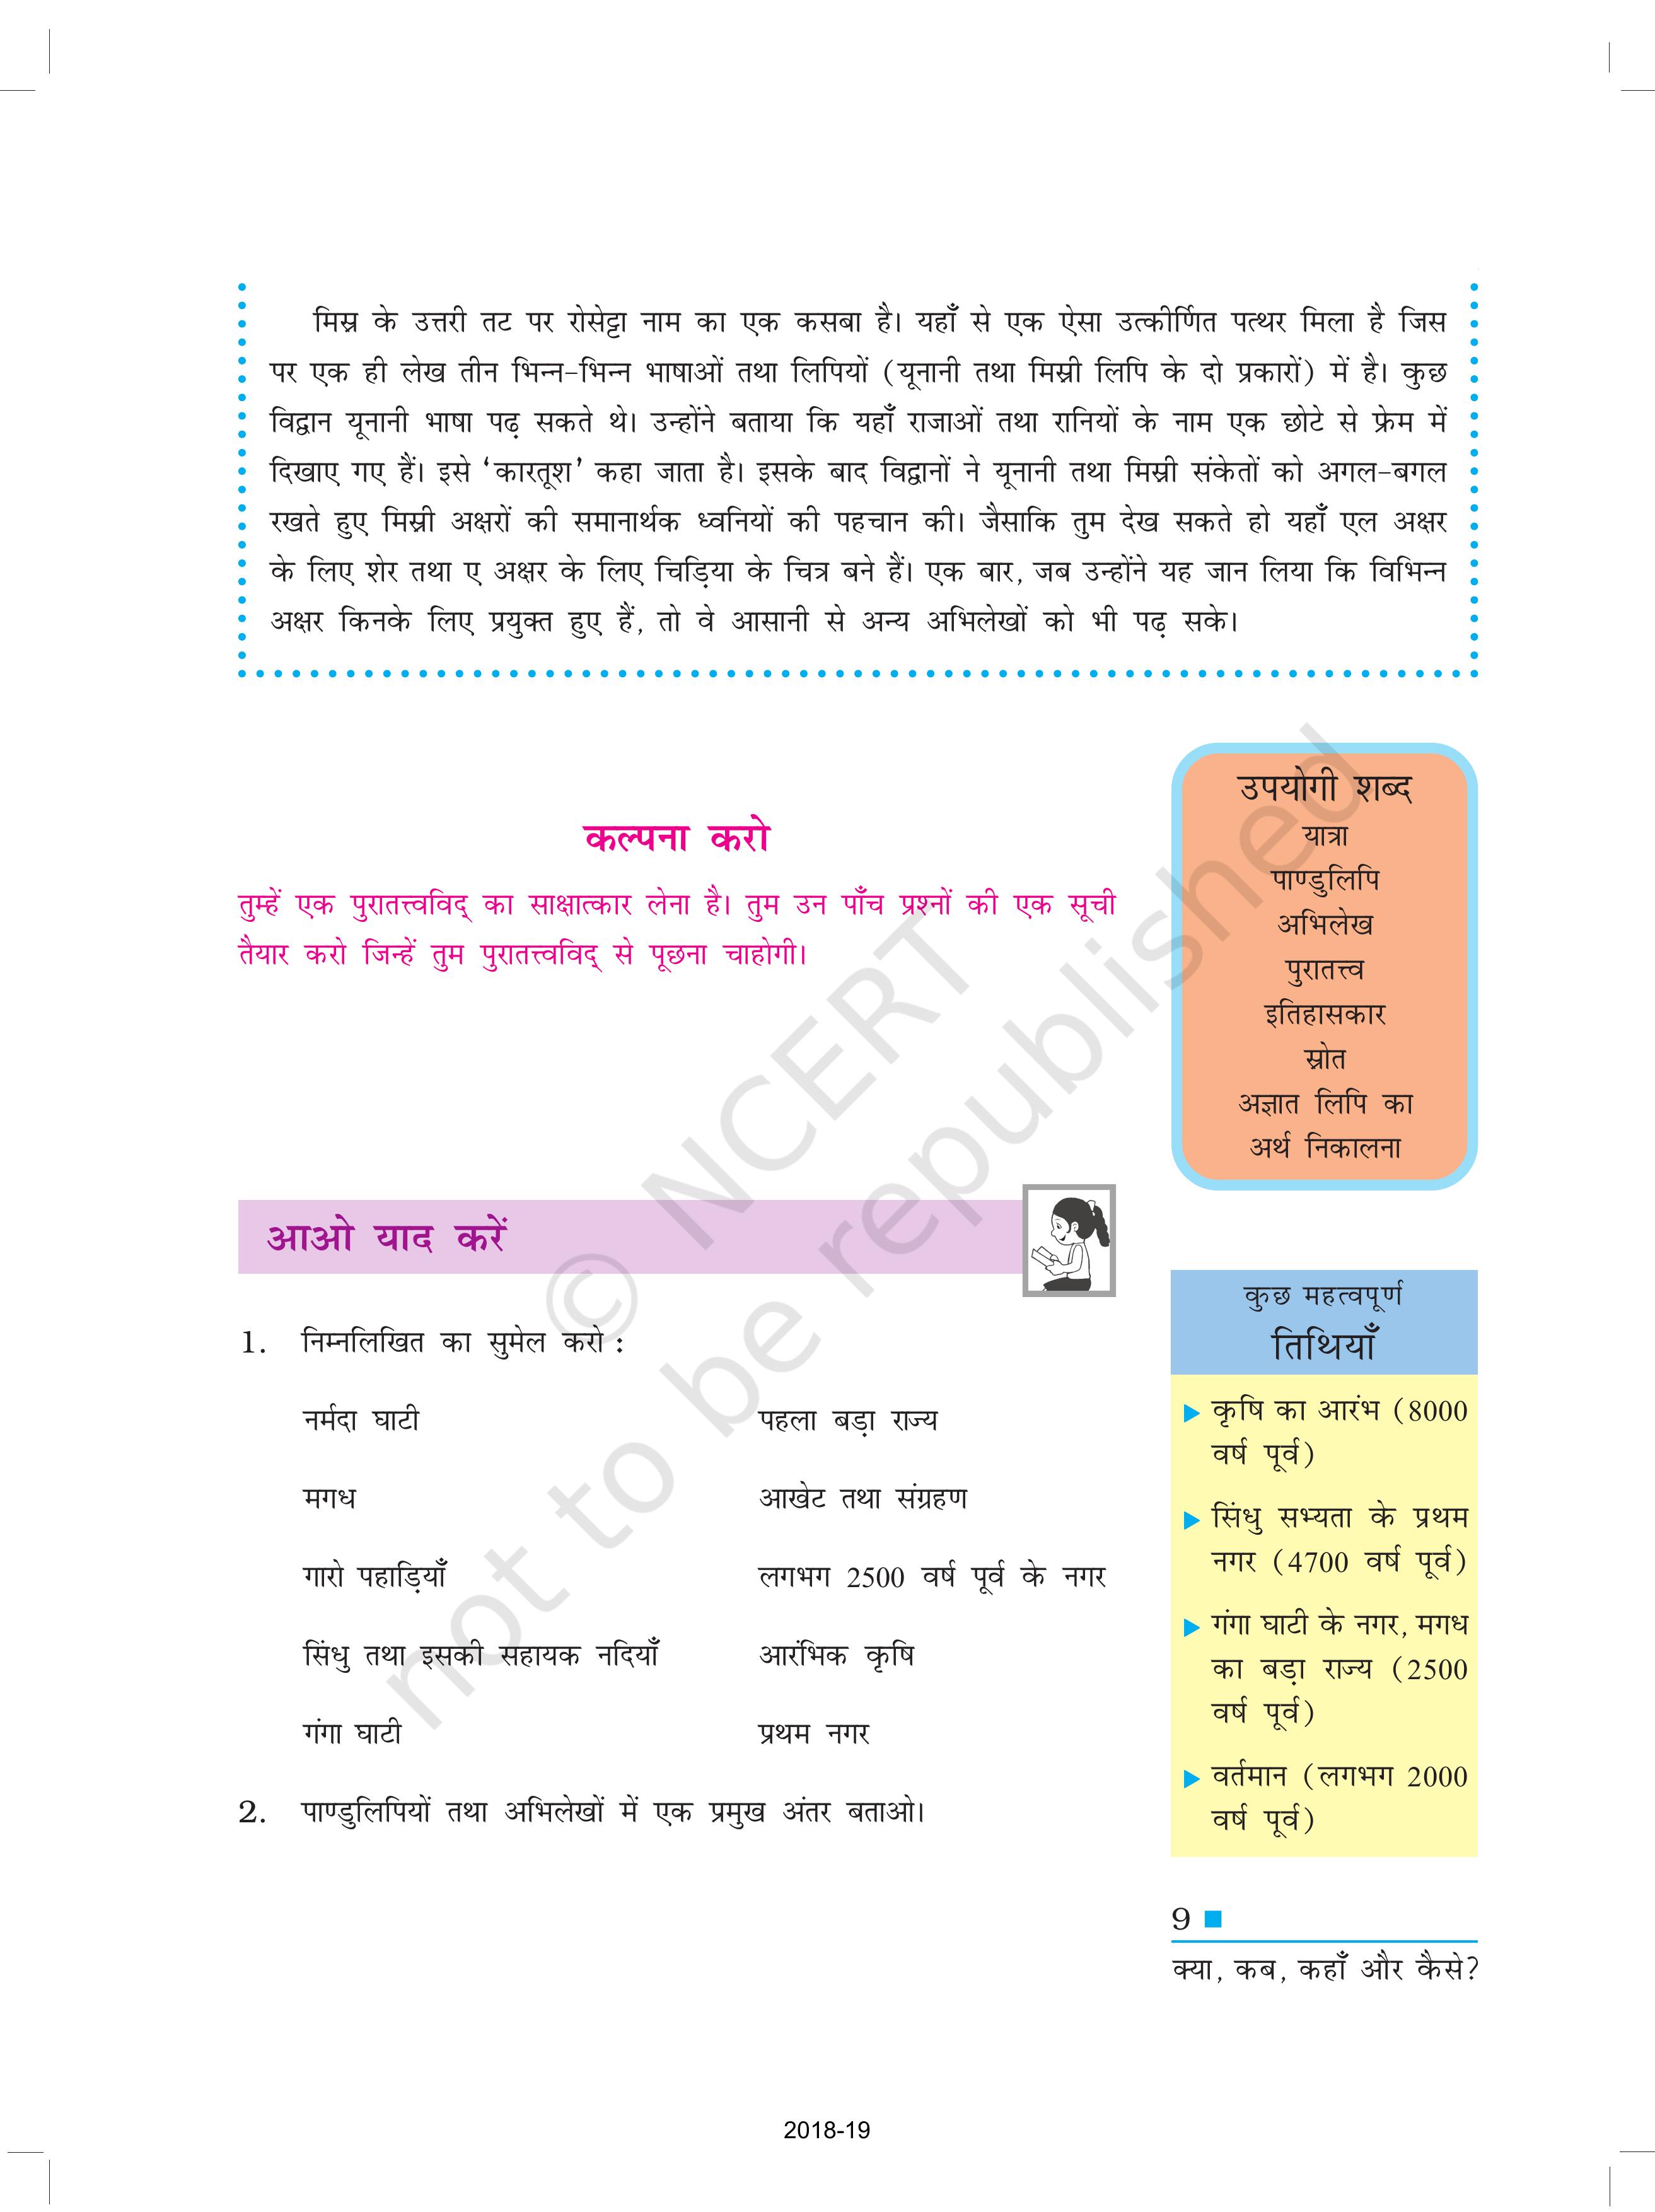 मिस्र के उत्तरी तट पर रोसेट्टा नाम का एक कसबा है। यहाँ से एक ऐसा उत्कीर्णित पत्थर मिला है जिस
पर एक ही लेख तीन भिन्न-भिन्न भाषाओं तथा लिपियों (यूनानी तथा मिस्री लिपि के दो प्रकारों) में है। कुछ
विद्वान यूनानी भाषा पढ़ सकते थे। उन्होंने बताया कि यहाँ राजाओं तथा रानियों के नाम एक छोटे से फ्रेम में
दिखाए गए हैं। इसे ‘कारतूश’ कहा जाता है। इसके बाद विद्वानों ने यूनानी तथा मिस्री संकेतों को अगल-बगल
रखते हुए मिस्री अक्षरों की समानार्थक ध्वनियों की पहचान की। जैसाकि तुम देख सकते हो यहाँ एल अक्षर
के लिए शेर तथा ए अक्षर के लिए चिड़िया के चित्र बने हैं। एक बार, जब उन्होंने यह जान लिया कि विभिन्न
अक्षर किनके लिए प्रयुक्त हुए हैं, तो वे आसानी से अन्य अभिलेखों को भी पढ़ सके।
कल्पना करो
तुम्हें एक पुरातत्त्वविद् का साक्षात्कार लेना है। तुम उन पाँच प्रश्नों की एक सूची
तैयार करो जिन्हें तुम पुरातत्त्वविद् से पूछना चाहोगी।
उपयोगी शब्द
यात्रा
पाण्डुलिपि
अभिलेख
पुरातत्त्व
इतिहासकार
स्रोत
अज्ञात लिपि का
अर्थ निकालना
आओ याद करें
1. निम्नलिखित का सुमेल करो :
नर्मदा घाटी पहला बड़ा राज्य
मगध आखेट तथा संग्रहण
गारो पहाड़ियाँ लगभग 2500 वर्ष पूर्व के नगर
सिंधु तथा इसकी सहायक नदियाँ आरंभिक कृषि
गंगा घाटी प्रथम नगर
2. पाण्डुलिपियों तथा अभिलेखों में एक प्रमुख अंतर बताओ।
कुछ महत्वपूर्ण
तिथियाँ
▶ कृषि का आरंभ (8000
वर्ष पूर्व)
▶ सिंधु सभ्यता के प्रथम
नगर (4700 वर्ष पूर्व)
▶ गंगा घाटी के नगर, मगध
का बड़ा राज्य (2500
वर्ष पूर्व)
▶ वर्तमान (लगभग 2000
वर्ष पूर्व)
9
क्या, कब, कहाँ और कैसे?
2018-19
© NCERT
not to be republished